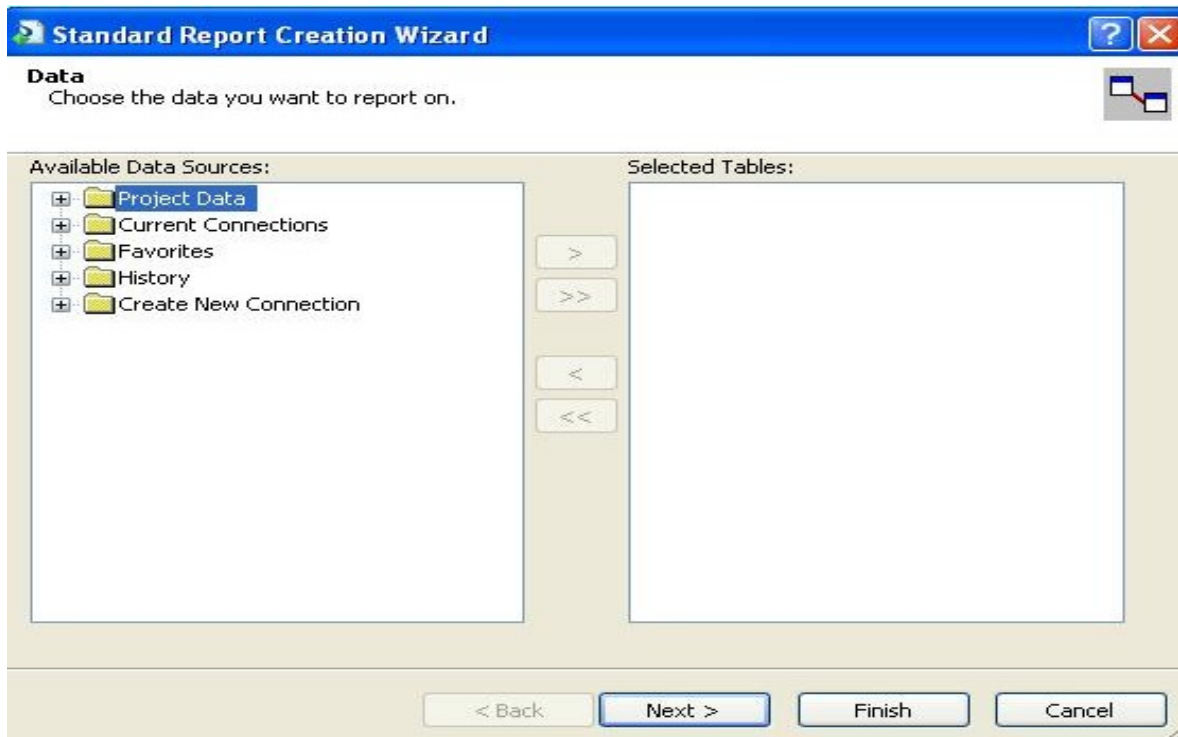 Standard Report Creation Wizard
Data
Choose the data you want to report on.
Available Data Sources:
Project Data
Current Connections
Favorites
History
Create New Connection
>
>>
<
<<
Selected Tables:
< Back
Next >
Finish
Cancel